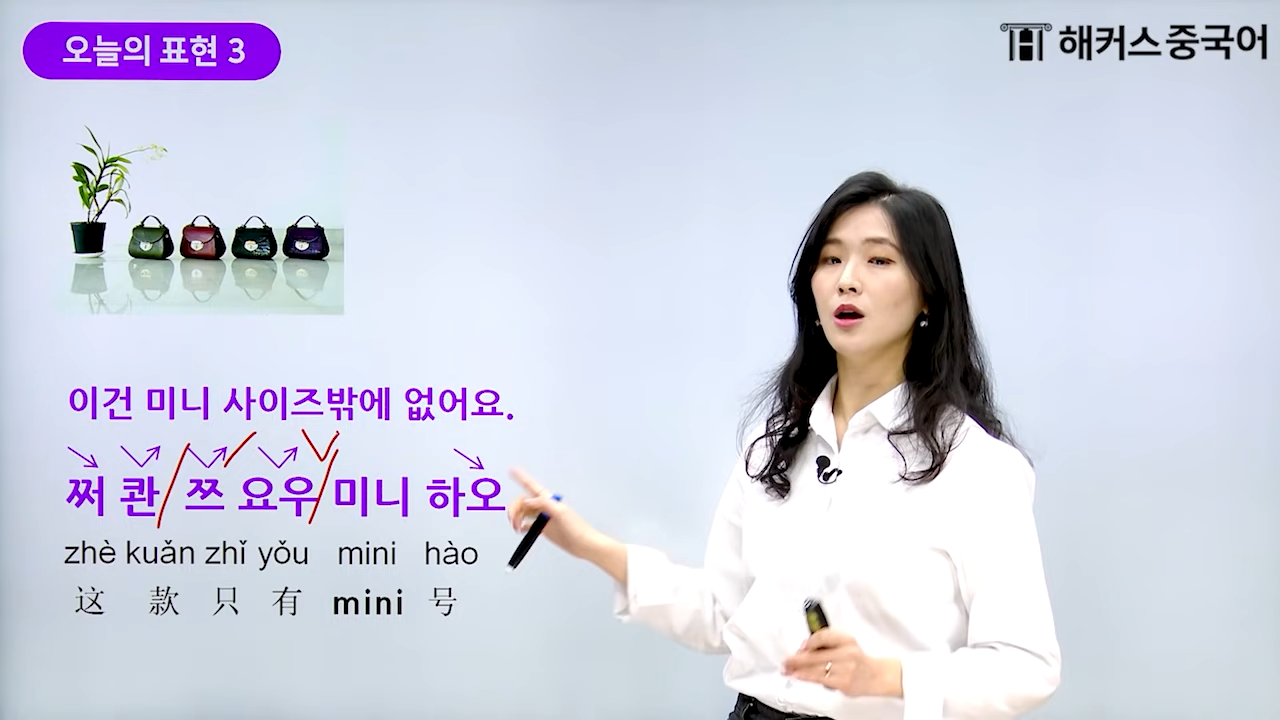 오늘의 표현 3
해커스중국어
이건 미니 사이즈밖에 없어요.
쩌 콴 쯔 요우 미니 하오
zhè kuǎn zhǐ yǒu mini hào
这 款 只 有 mini 号